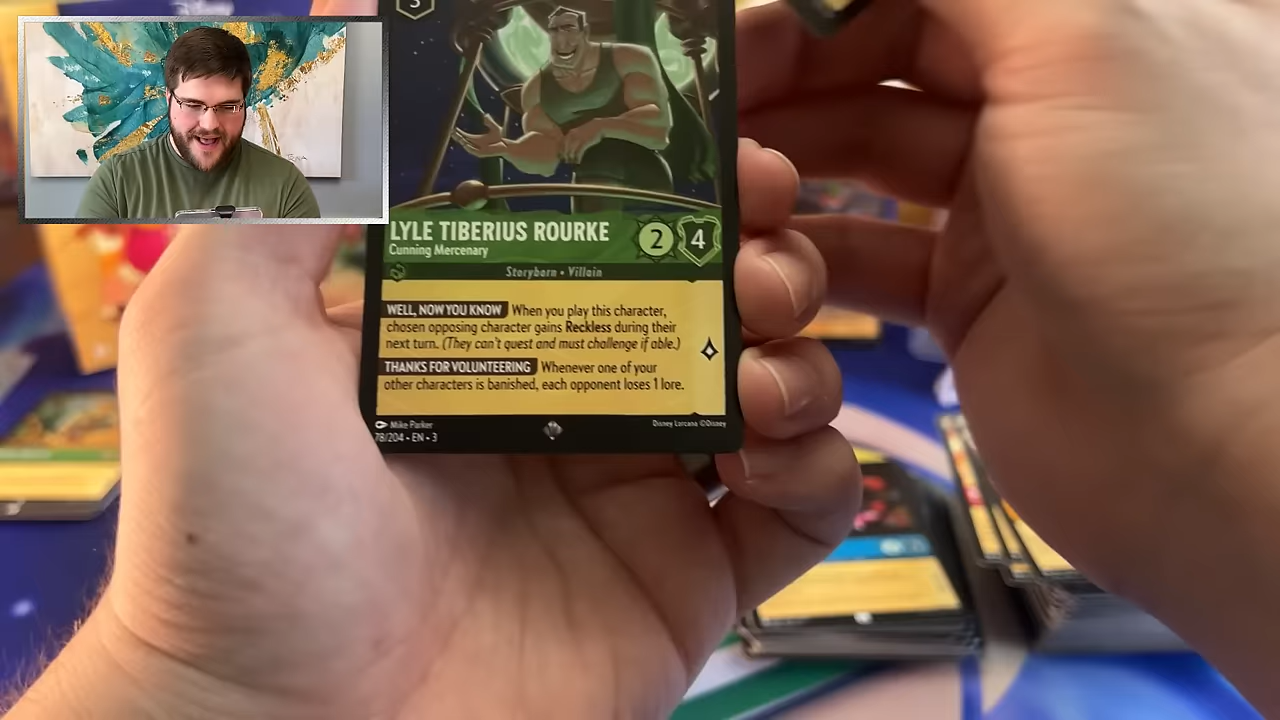 3
LYLE TIBERIUS ROURKE
2
4
Cunning Mercenary
Storyborn • Villain
WELL, NOW YOU KNOW When you play this character,
chosen opposing character gains Reckless during their
next turn. (They can't quest and must challenge if able.)
THANKS FOR VOLUNTEERING Whenever one of your
other characters is banished, each opponent loses 1 lore.
Mike Parker
Disney Lorcana ©Disney
78/204 • EN • 3